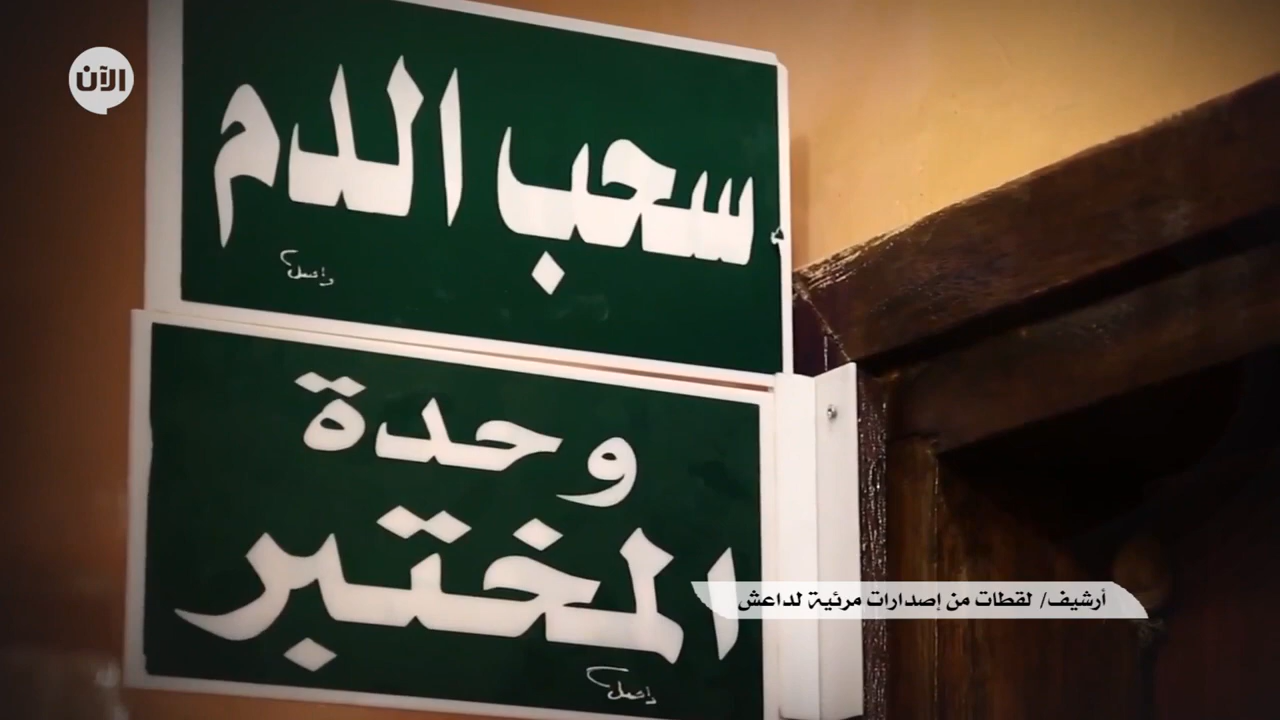 الآن
سحب الدم
وحدة
المختبر
أرشيف/ لقطات من إصدارات مرئية لداعش